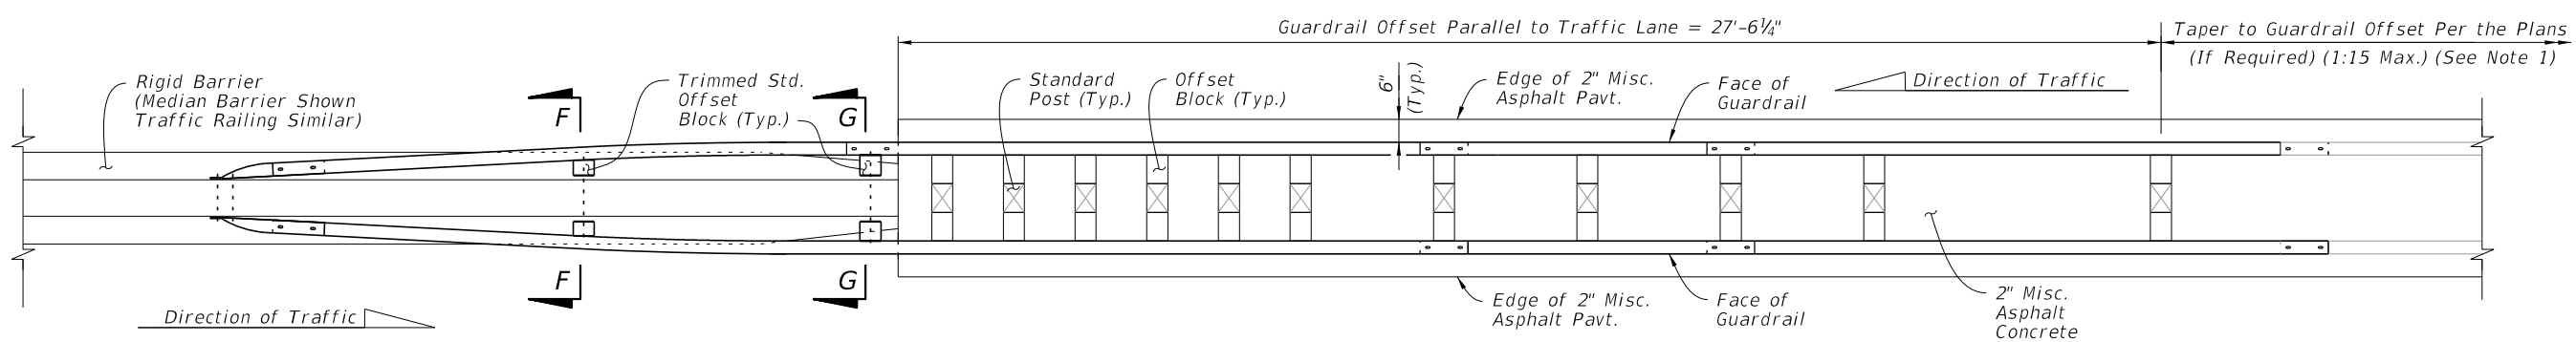 Guardrail Offset Parallel to Traffic Lane = 27'-6¼"
Taper to Guardrail Offset Per the Plans
(If Required) (1:15 Max.) (See Note 1)
Rigid Barrier
(Median Barrier Shown
Traffic Railing Similar)
F
Trimmed Std.
Offset
Block (Typ.)
G
Standard
Post (Typ.)
Offset
Block (Typ.)
6"
(Typ.)
Edge of 2" Misc.
Asphalt Pavt.
Face of
Guardrail
Direction of Traffic
F
G
Direction of Traffic
Edge of 2" Misc.
Asphalt Pavt.
Face of
Guardrail
2" Misc.
Asphalt
Concrete